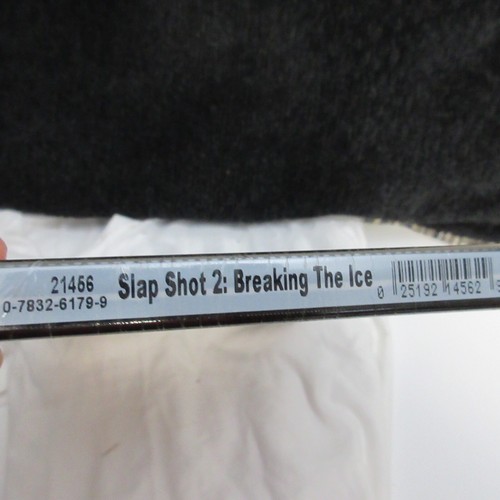 21456
0-7832-6179-9
Slap Shot 2: Breaking The Ice
0 25192 14562